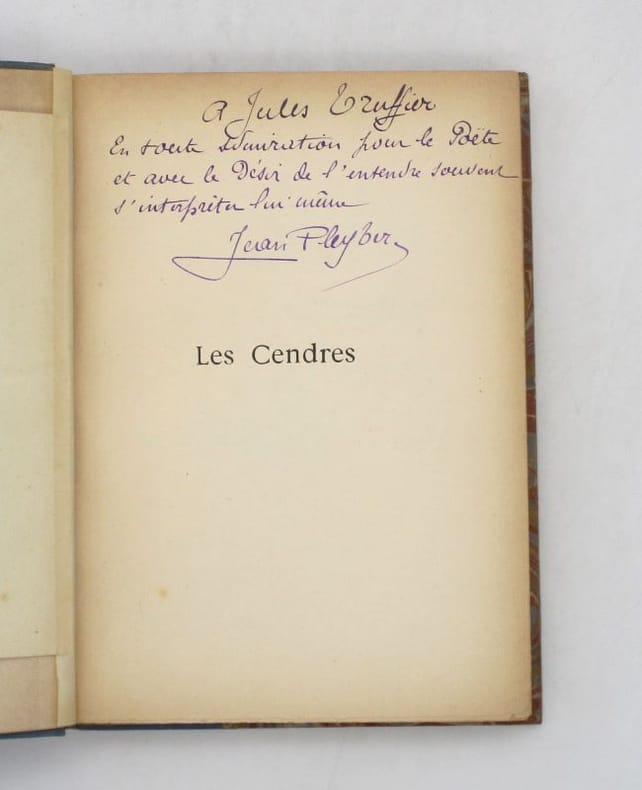 A Jules Truffier
En toute admiration pour le Poëte
et avec le Désir de l'entendre souvent
s'interpréter lui même
Jean Pleyber
Les Cendres